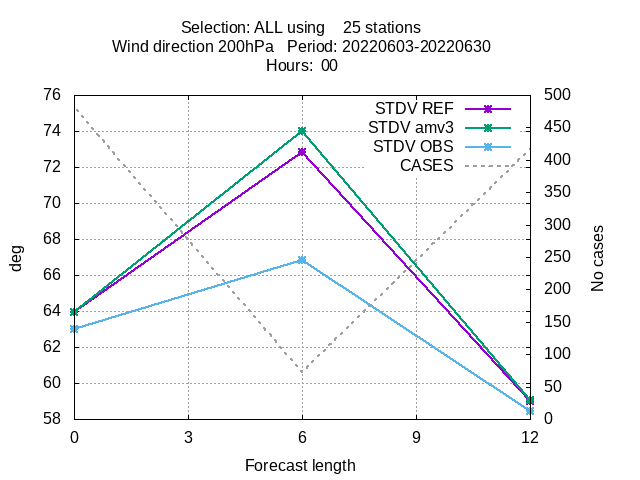 Selection: ALL using    25 stations
Wind direction 200hPa   Period: 20220603-20220630
Hours:  00
76
74
72
70
68
66
64
62
60
58
500
450
400
350
300
250
200
150
100
50
0
STDV REF
STDV amv3
STDV OBS
CASES
deg
No cases
0
3
6
9
12
Forecast length